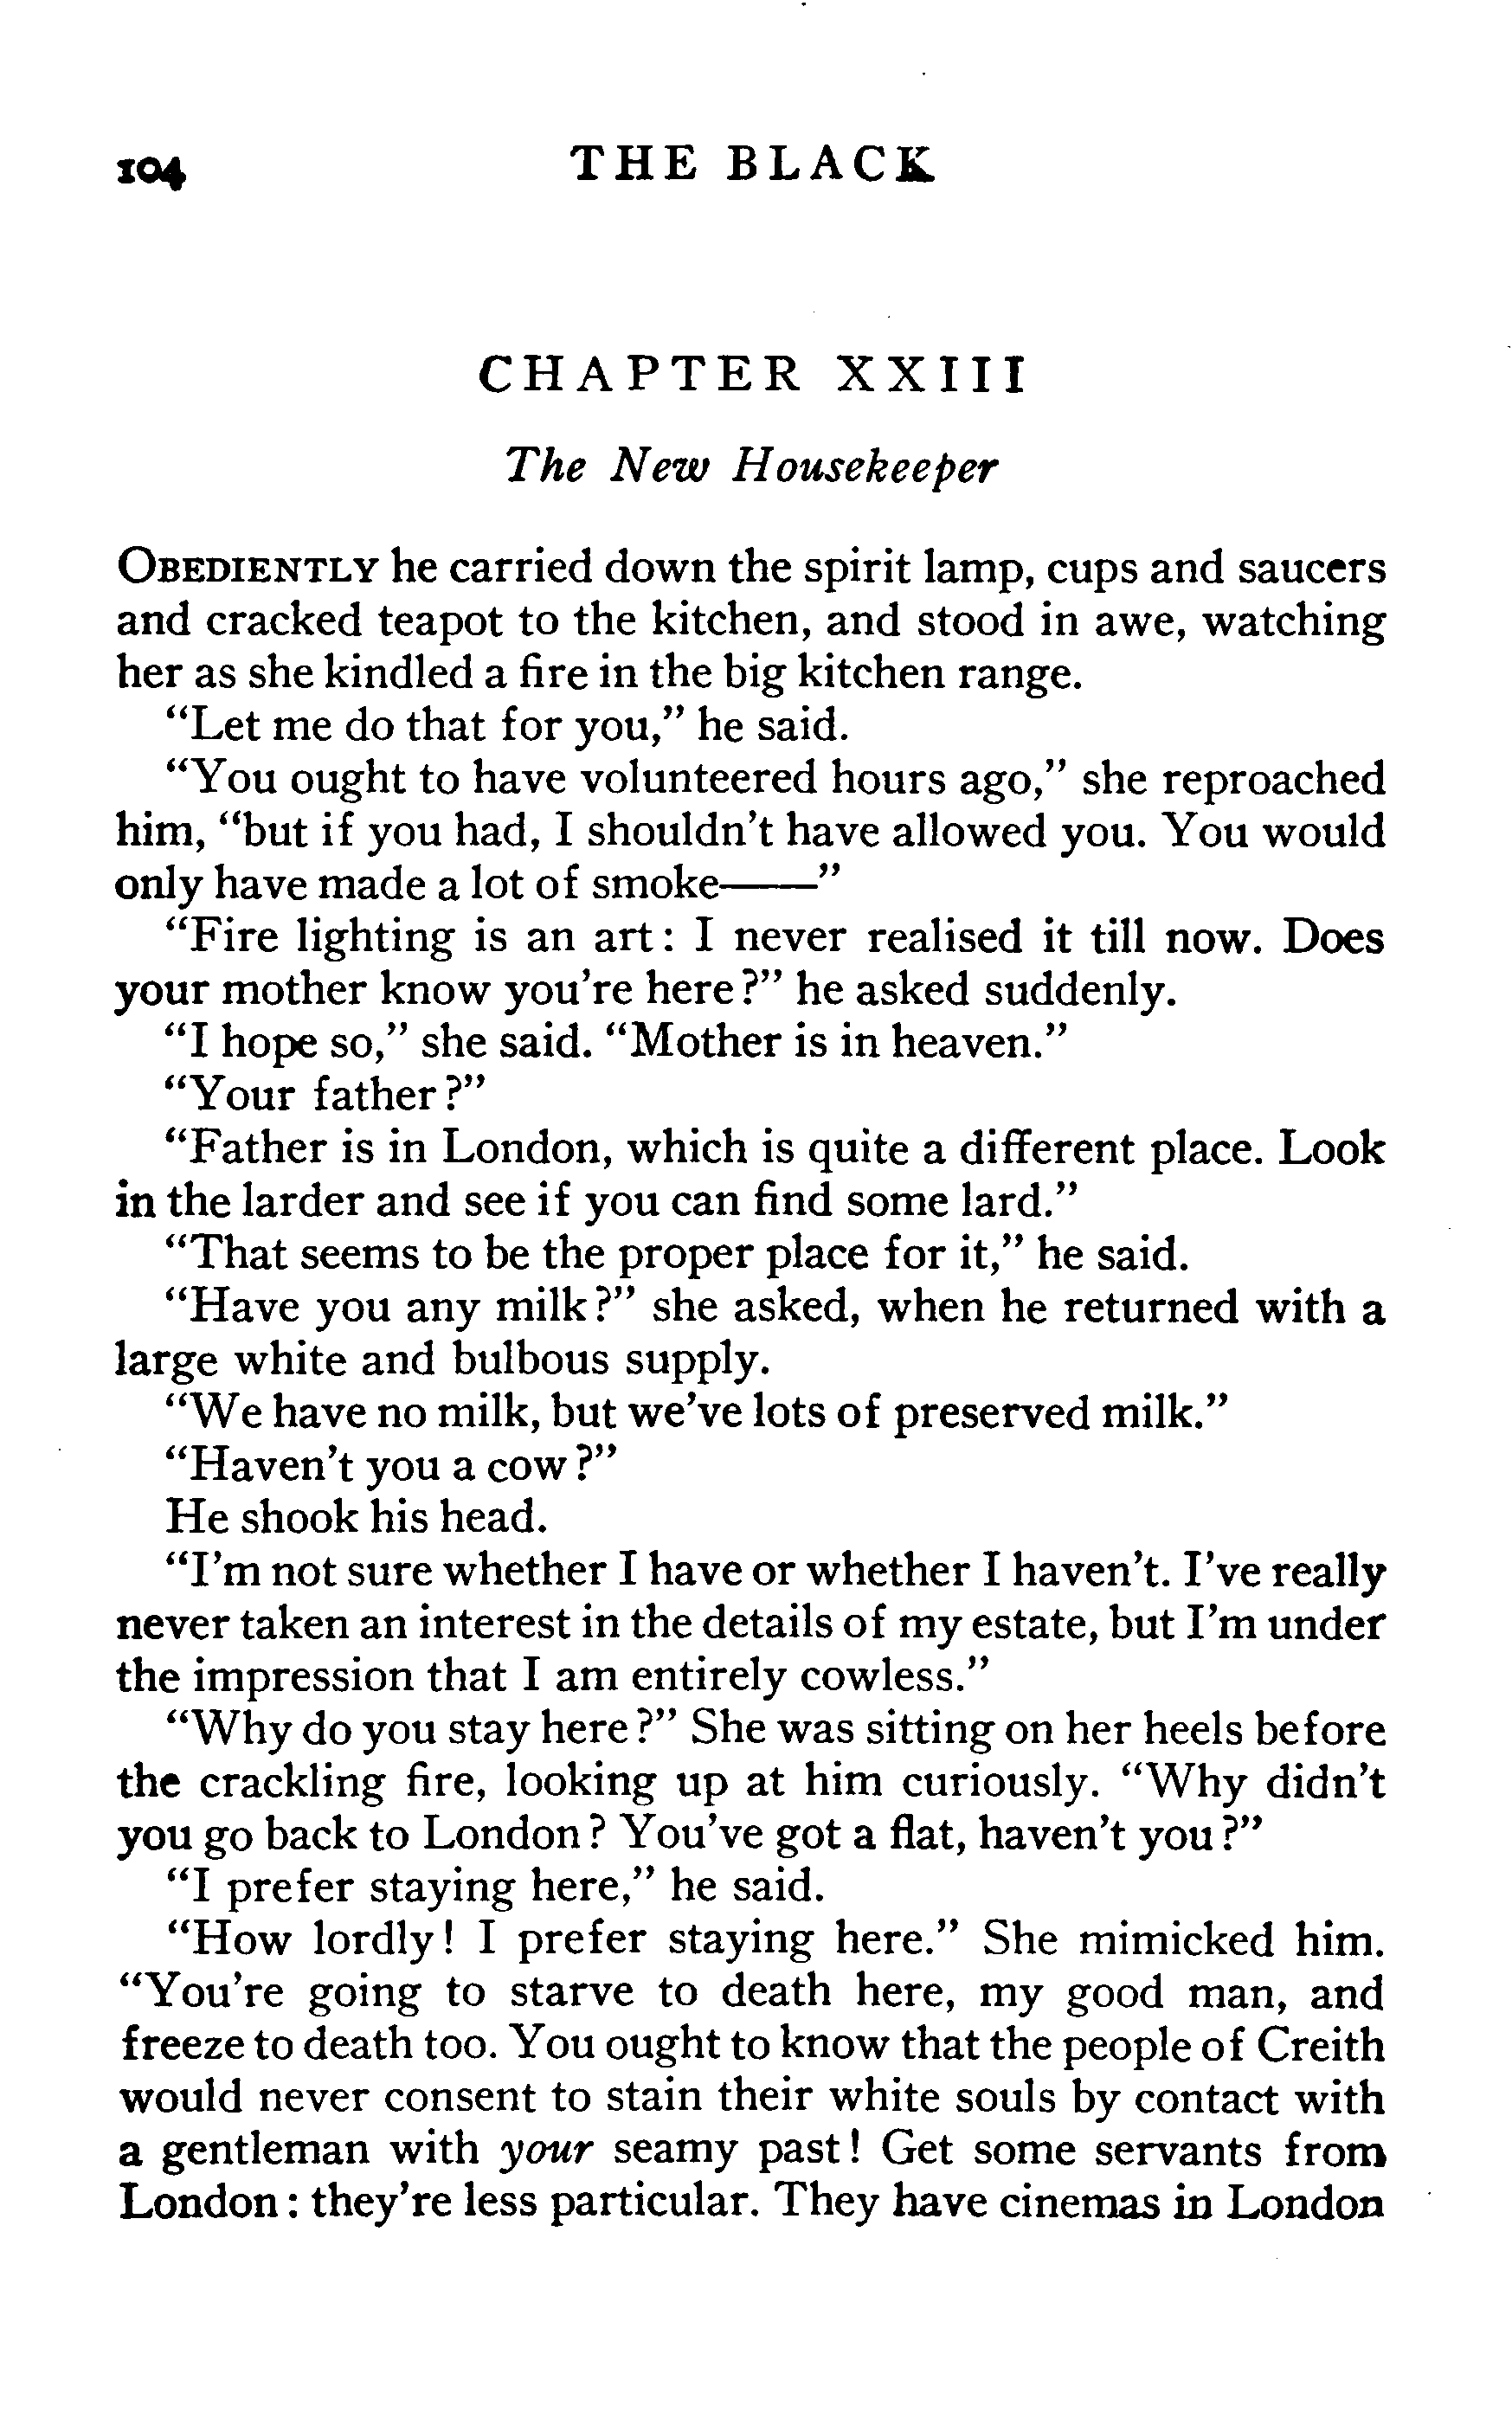 104 THE BLACK
CHAPTER XXIII
The New Housekeeper
OBEDIENTLY he carried down the spirit lamp, cups and saucers
and cracked teapot to the kitchen, and stood in awe, watching
her as she kindled a fire in the big kitchen range.
"Let me do that for you," he said.
"You ought to have volunteered hours ago," she reproached
him, "but if you had, I shouldn't have allowed you. You would
only have made a lot of smoke——"
"Fire lighting is an art: I never realised it till now. Does
your mother know you're here?" he asked suddenly.
"I hope so," she said. "Mother is in heaven."
"Your father?"
"Father is in London, which is quite a different place. Look
in the larder and see if you can find some lard."
"That seems to be the proper place for it," he said.
"Have you any milk?" she asked, when he returned with a
large white and bulbous supply.
"We have no milk, but we've lots of preserved milk."
"Haven't you a cow?"
He shook his head.
"I'm not sure whether I have or whether I haven't. I've really
never taken an interest in the details of my estate, but I'm under
the impression that I am entirely cowless."
"Why do you stay here?" She was sitting on her heels before
the crackling fire, looking up at him curiously. "Why didn't
you go back to London? You've got a flat, haven't you?"
"I prefer staying here," he said.
"How lordly! I prefer staying here." She mimicked him.
"You're going to starve to death here, my good man, and
freeze to death too. You ought to know that the people of Creith
would never consent to stain their white souls by contact with
a gentleman with your seamy past! Get some servants from
London: they're less particular. They have cinemas in London